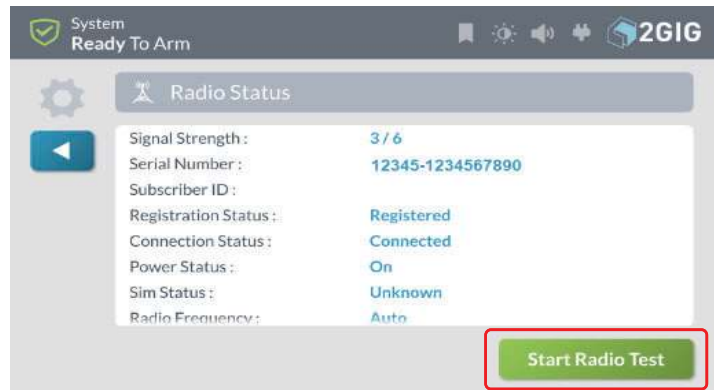 System
Ready To Arm
2GIG
Radio Status
Signal Strength : 3 / 6
Serial Number : 12345-1234567890
Subscriber ID :
Registration Status : Registered
Connection Status : Connected
Power Status : On
Sim Status : Unknown
Radio Frequency : Auto
Start Radio Test